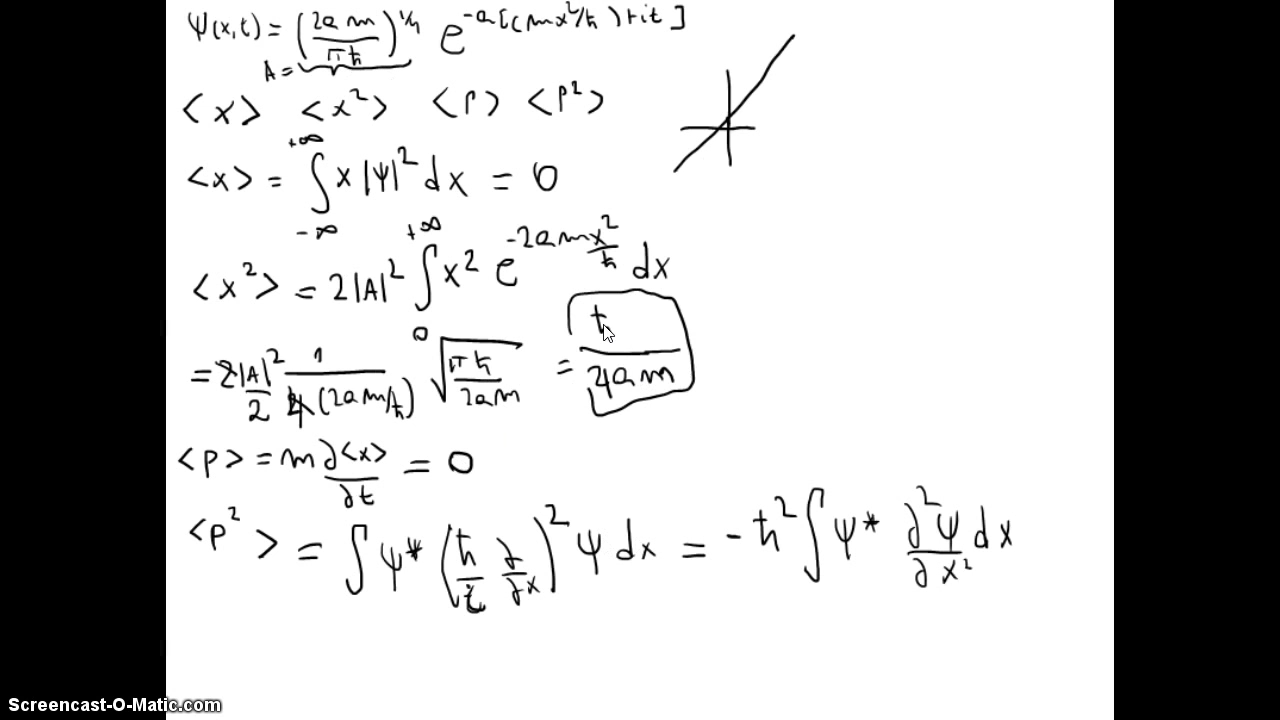 Ψ(x,t) = (2am/πħ)^1/4 e^-a[(mx²/ħ)+it]
A =
<x> <x²> <p> <p²>
<x> = ∫_-∞^+∞ x |Ψ|² dx = 0
<x²> = 2|A|² ∫_0^+∞ x² e^-2amx²/ħ dx
= 2|A|²/2 1/4(2am/ħ) √πħ/2am = ħ/4am
<p> = m ∂<x>/∂t = 0
<p²> = ∫ Ψ* (ħ/i ∂/∂x)² Ψ dx = -ħ² ∫ Ψ* ∂²Ψ/∂x² dx
Screencast-O-Matic.com